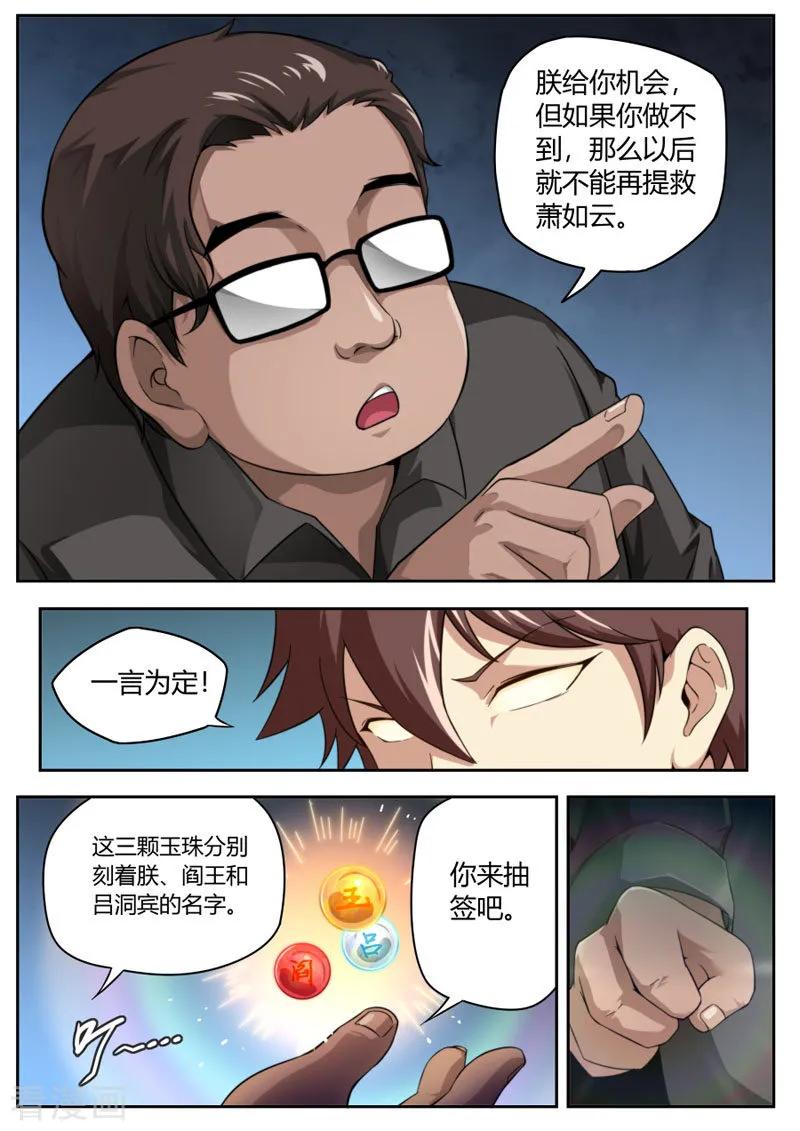 朕给你机会，
但如果你做不
到，那么以后
就不能再提救
萧如云。
一言为定！
这三颗玉珠分别
刻着朕、阎王和
吕洞宾的名字。
王
吕
阎
你来抽
签吧。
叮~……
看漫画